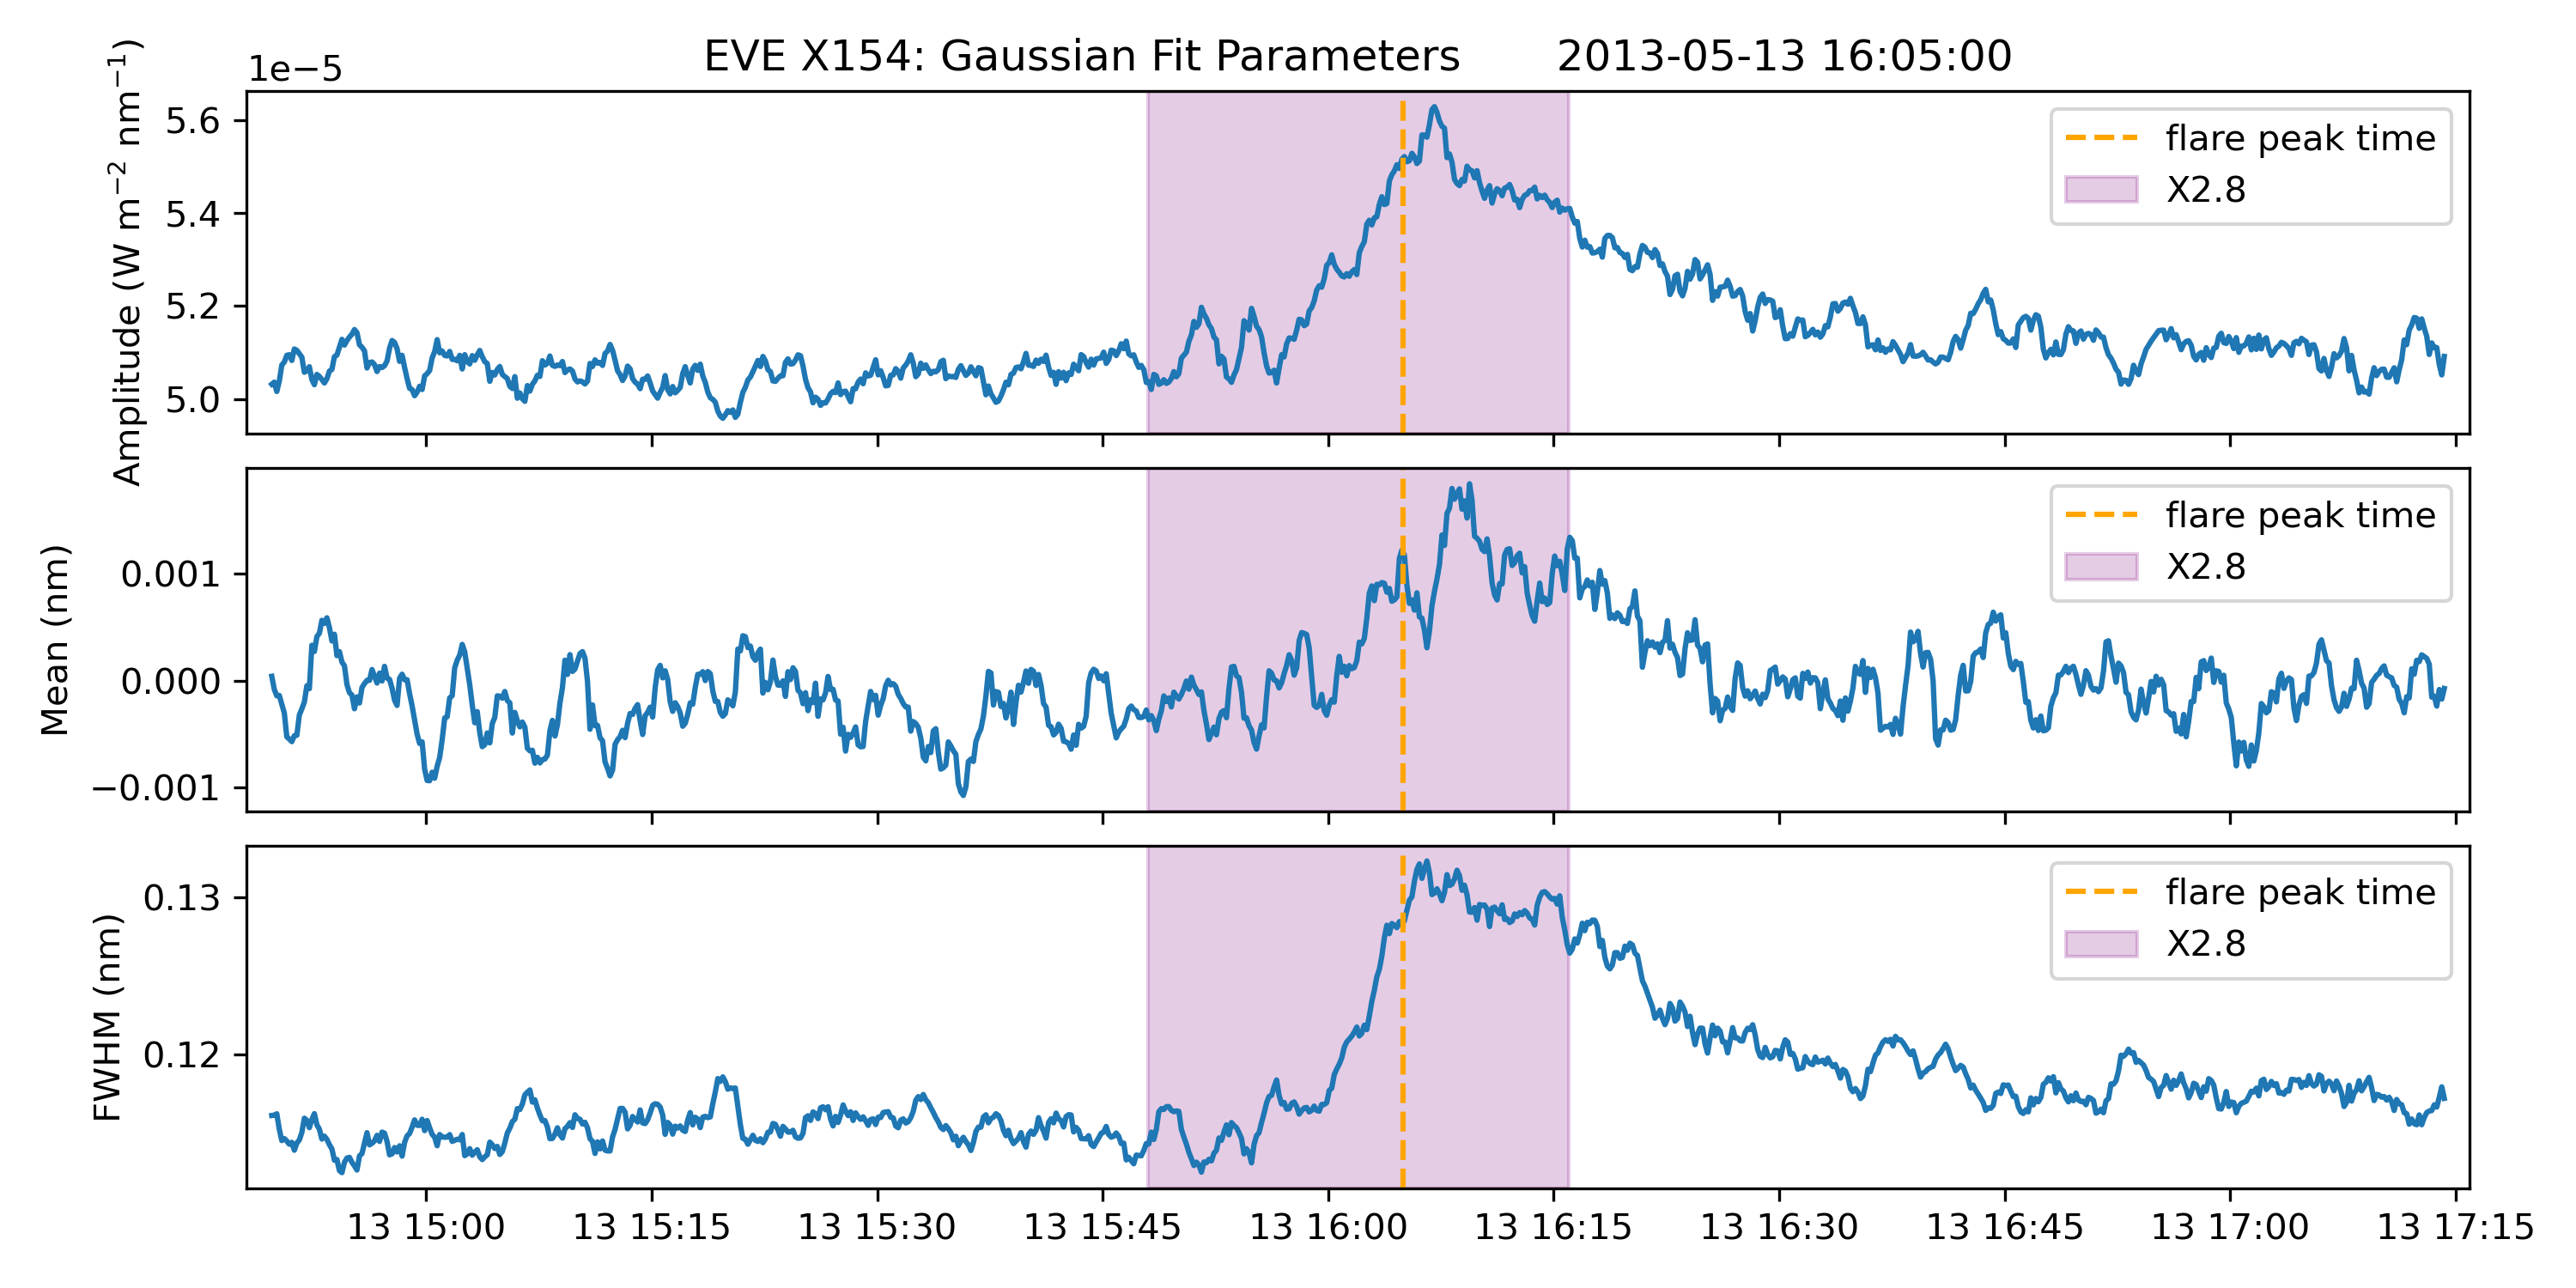 EVE X154: Gaussian Fit Parameters 2013-05-13 16:05:00
1e−5
Amplitude (W m⁻² nm⁻¹)
5.6
5.4
5.2
5.0
flare peak time
X2.8
Mean (nm)
0.001
0.000
−0.001
flare peak time
X2.8
FWHM (nm)
0.13
0.12
flare peak time
X2.8
13 15:00 13 15:15 13 15:30 13 15:45 13 16:00 13 16:15 13 16:30 13 16:45 13 17:00 13 17:15